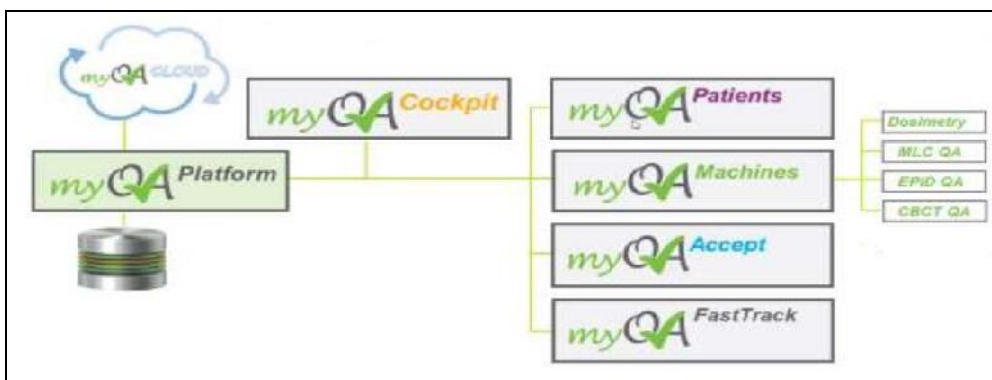 myQA CLOUD
myQA Cockpit
myQA Platform
myQA Patients
myQA Machines
myQA Accept
myQA FastTrack
Dosimetry
MLC QA
EPiD QA
CBCT QA